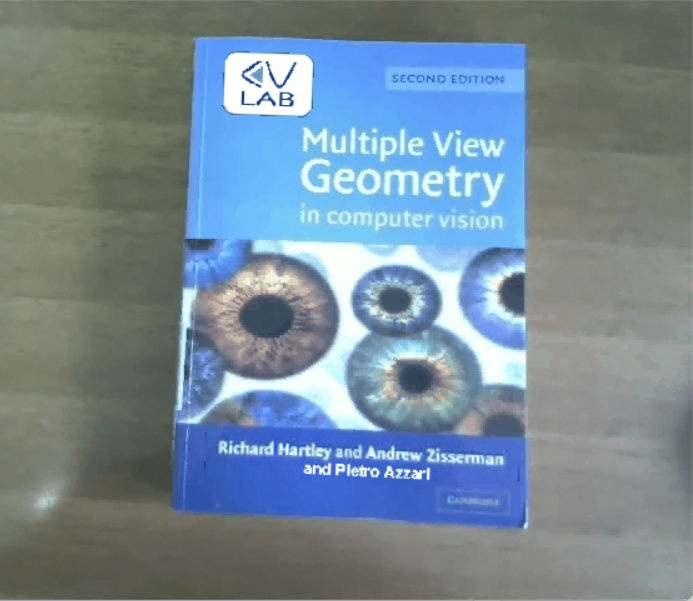 CV
LAB
SECOND EDITION
Multiple View
Geometry
in computer vision
Richard Hartley and Andrew Zisserman
and Pietro Azzari
CAMBRIDGE